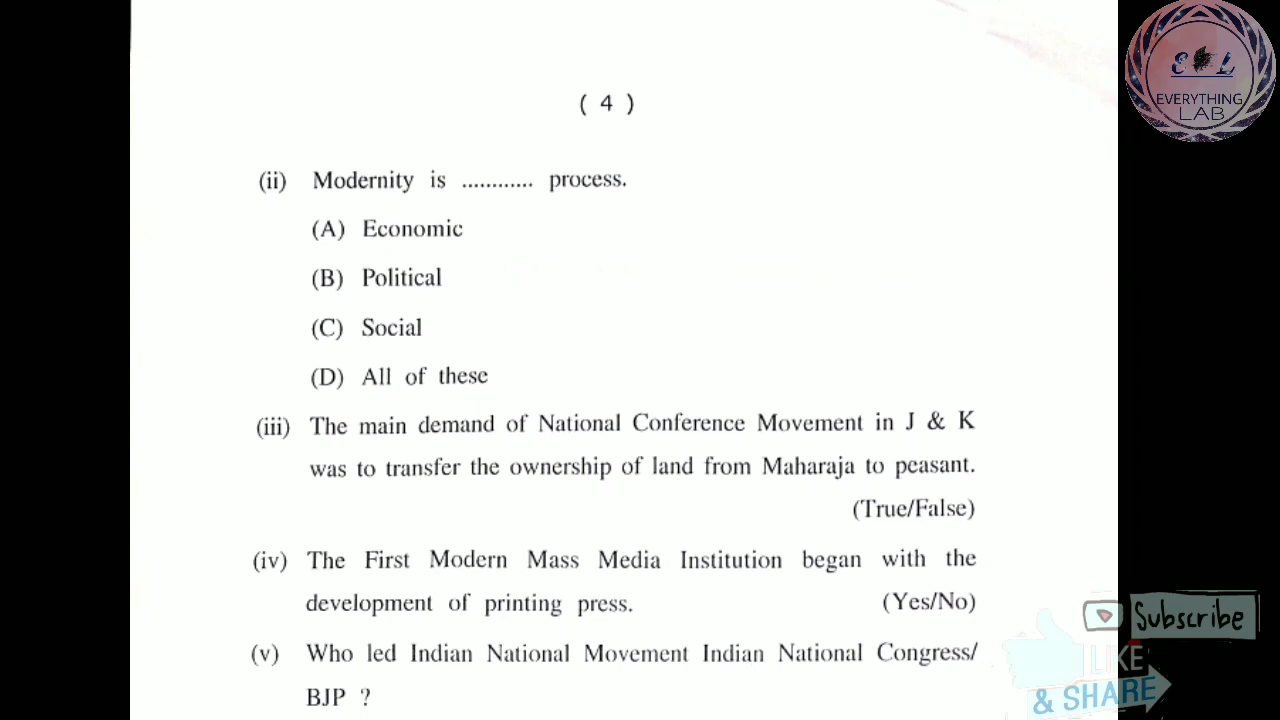 ( 4 )
E L
EVERYTHING
LAB
(ii) Modernity is ............ process.
(A) Economic
(B) Political
(C) Social
(D) All of these
(iii) The main demand of National Conference Movement in J & K
was to transfer the ownership of land from Maharaja to peasant.
(True/False)
(iv) The First Modern Mass Media Institution began with the
development of printing press. (Yes/No)
(v) Who led Indian National Movement Indian National Congress/
BJP ?
Subscribe
LIKE
& SHARE